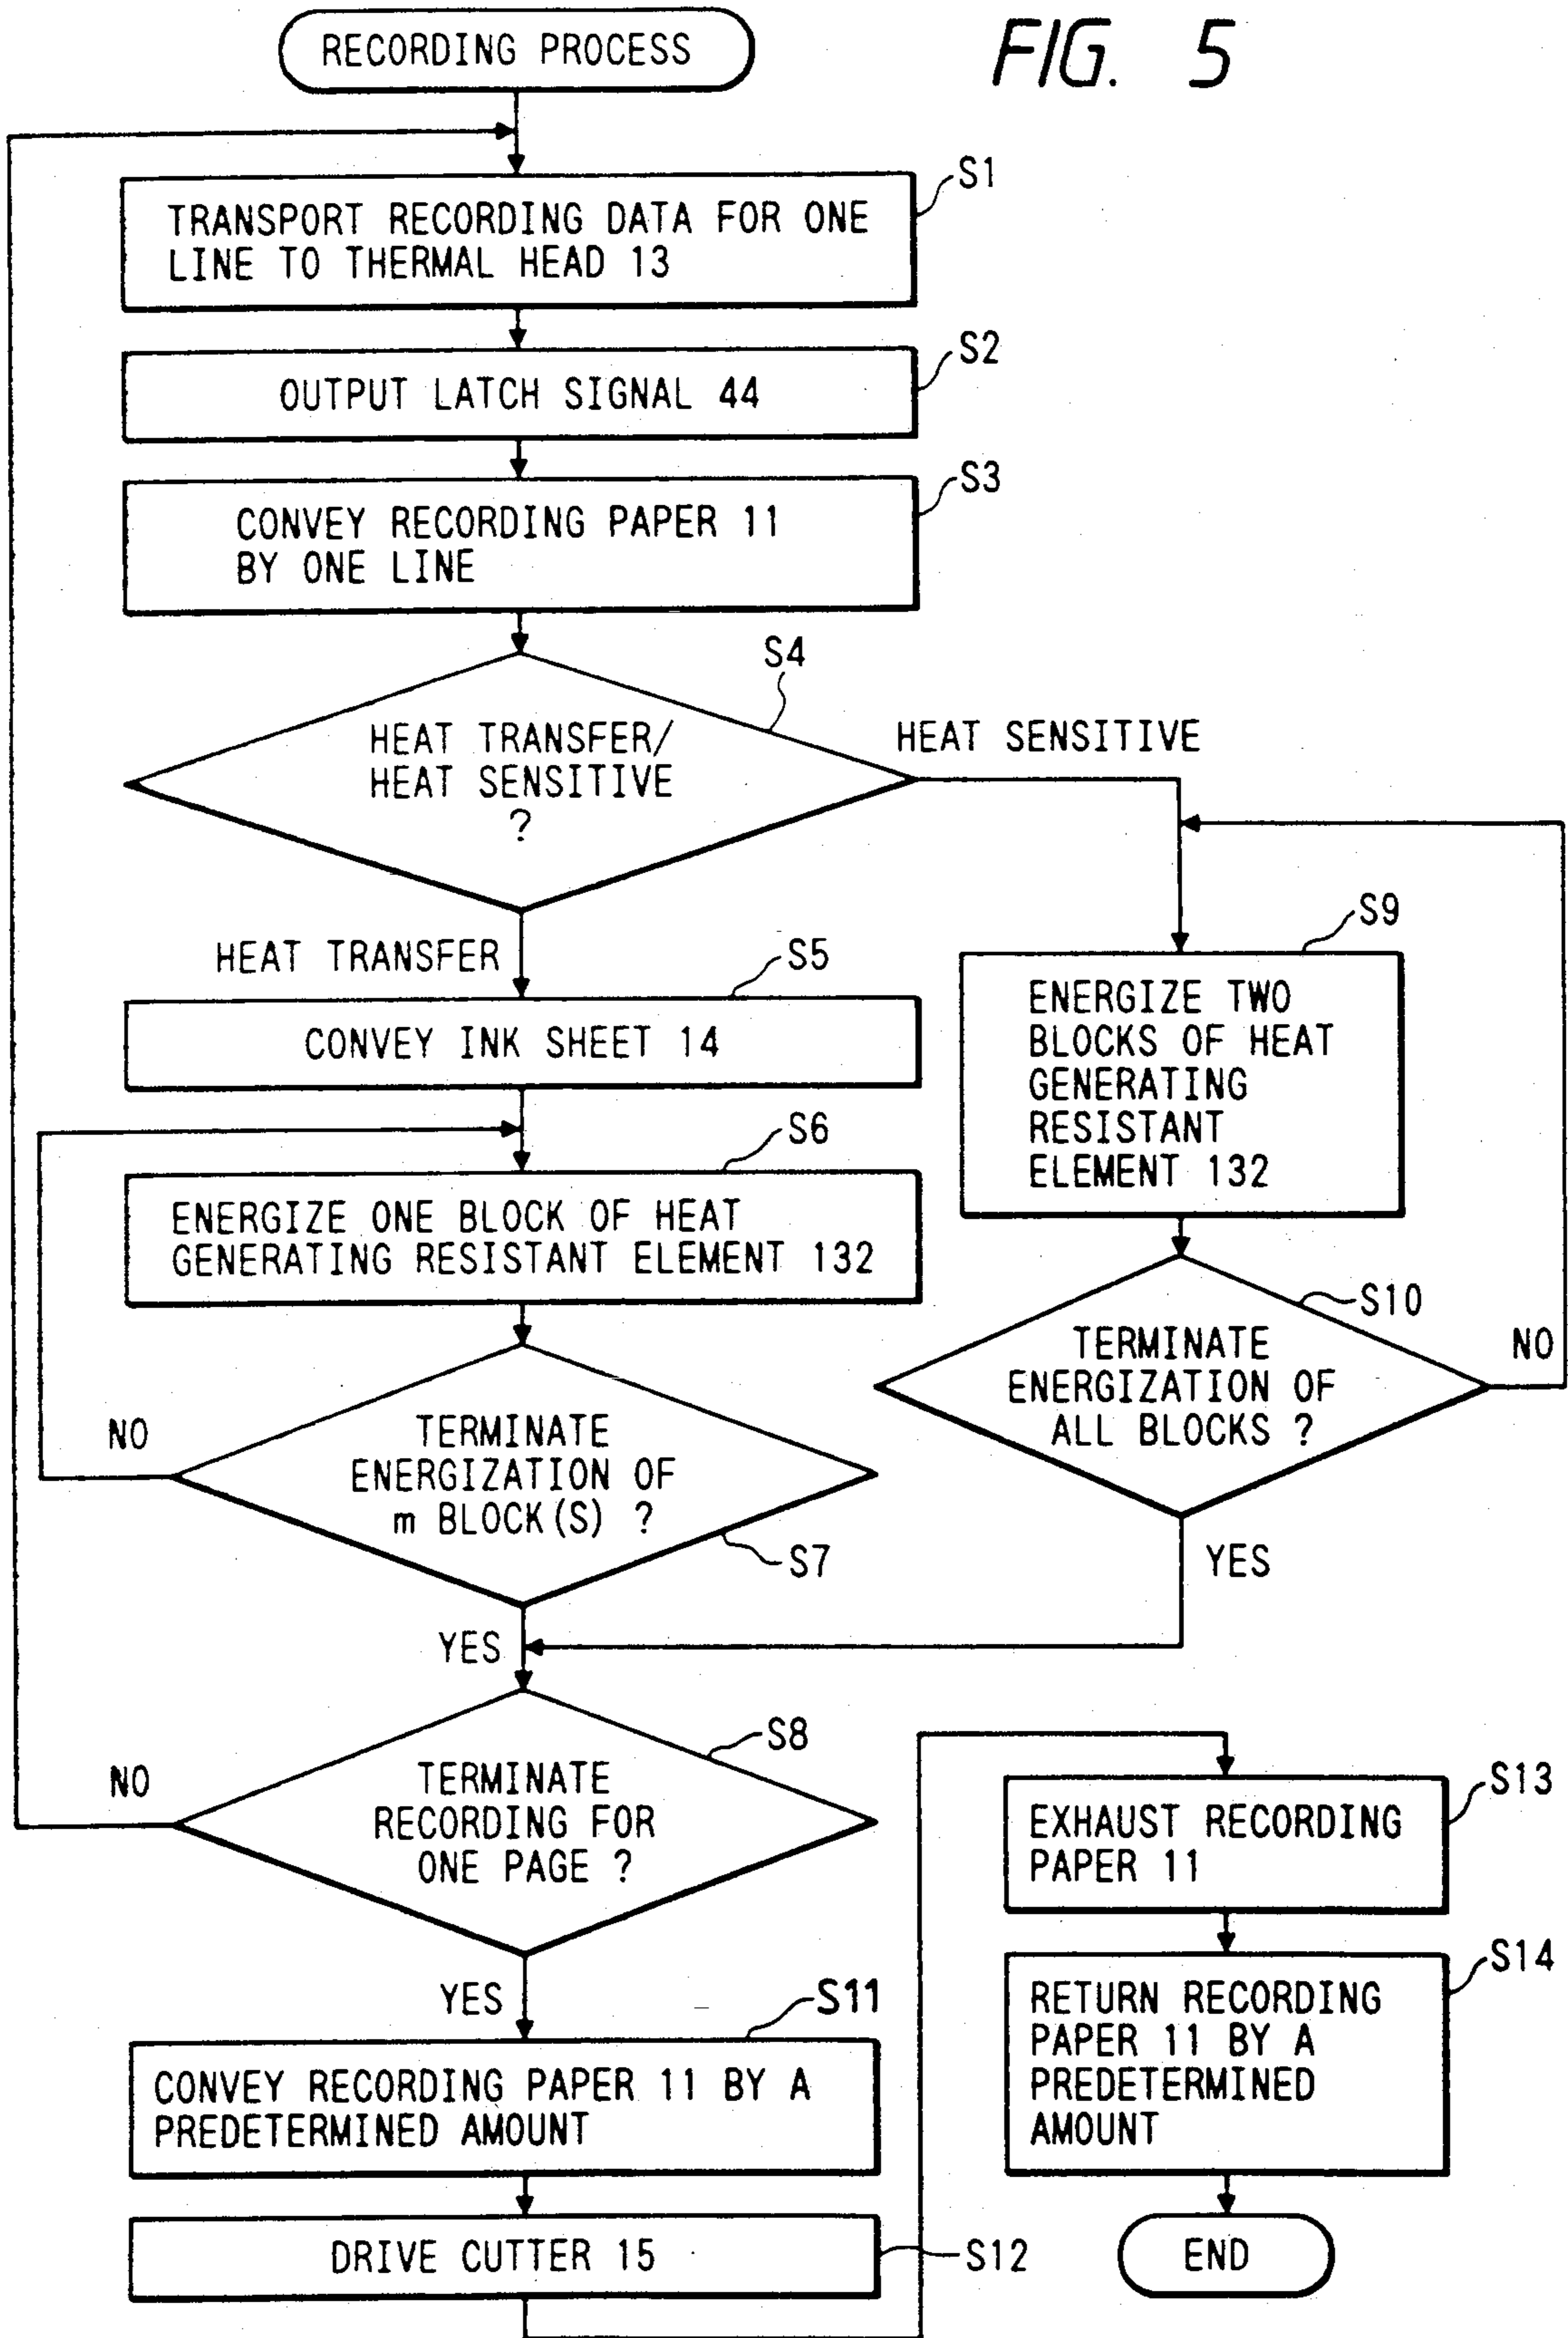 RECORDING PROCESS
FIG. 5
S1
TRANSPORT RECORDING DATA FOR ONE
LINE TO THERMAL HEAD 13
S2
OUTPUT LATCH SIGNAL 44
S3
CONVEY RECORDING PAPER 11
BY ONE LINE
S4
HEAT TRANSFER/
HEAT SENSITIVE
?
HEAT SENSITIVE
HEAT TRANSFER
S5
CONVEY INK SHEET 14
S6
ENERGIZE ONE BLOCK OF HEAT
GENERATING RESISTANT ELEMENT 132
S9
ENERGIZE TWO
BLOCKS OF HEAT
GENERATING
RESISTANT
ELEMENT 132
S10
TERMINATE
ENERGIZATION OF
ALL BLOCKS ?
NO
YES
NO
TERMINATE
ENERGIZATION OF
m BLOCK(S) ?
S7
YES
S8
NO
TERMINATE
RECORDING FOR
ONE PAGE ?
YES
S11
CONVEY RECORDING PAPER 11 BY A
PREDETERMINED AMOUNT
DRIVE CUTTER 15
S12
S13
EXHAUST RECORDING
PAPER 11
S14
RETURN RECORDING
PAPER 11 BY A
PREDETERMINED
AMOUNT
END